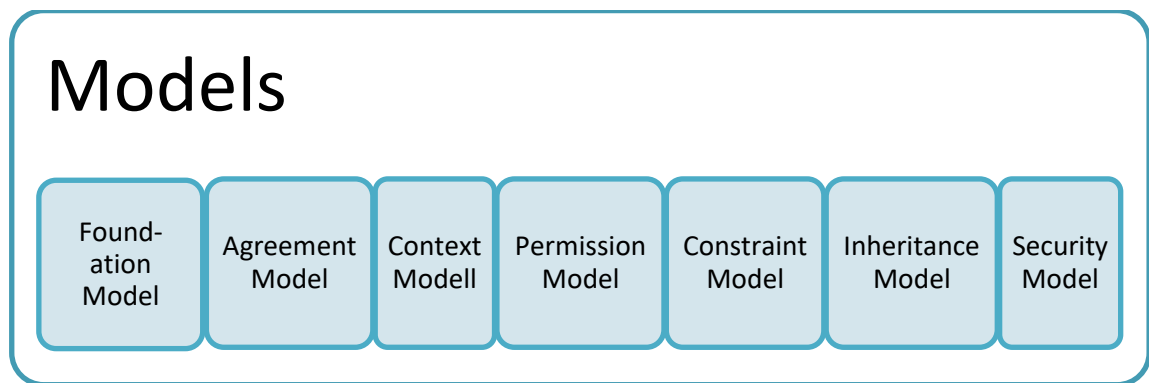 Models
Found-
ation
Model
Agreement
Model
Context
Modell
Permission
Model
Constraint
Model
Inheritance
Model
Security
Model